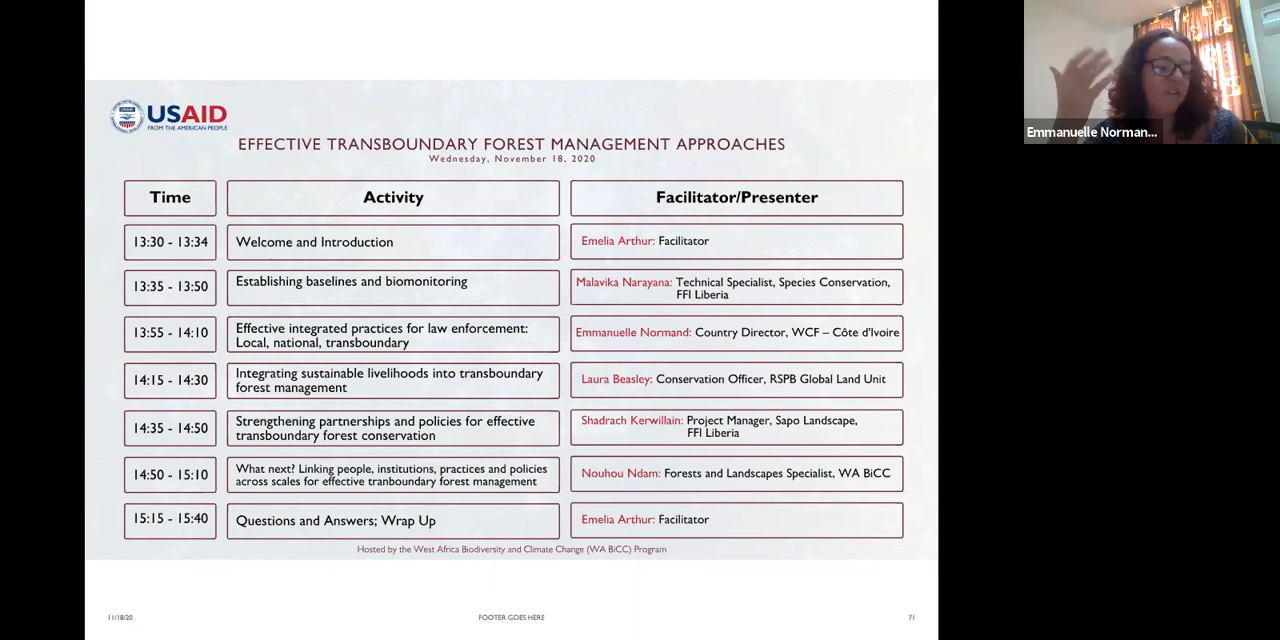 USAID
FROM THE AMERICAN PEOPLE
EFFECTIVE TRANSBOUNDARY FOREST MANAGEMENT APPROACHES
Wednesday, November 18, 2020
Time Activity Facilitator/Presenter
13:30 - 13:34 Welcome and Introduction Emelia Arthur: Facilitator
13:35 - 13:50 Establishing baselines and biomonitoring Malavika Narayana: Technical Specialist, Species Conservation,
FFI Liberia
13:55 - 14:10 Effective integrated practices for law enforcement:
Local, national, transboundary
Emmanuelle Normand: Country Director, WCF – Côte d'Ivoire
14:15 - 14:30 Integrating sustainable livelihoods into transboundary
forest management
Laura Beasley: Conservation Officer, RSPB Global Land Unit
14:35 - 14:50 Strengthening partnerships and policies for effective
transboundary forest conservation
Shadrach Kerwillain: Project Manager, Sapo Landscape,
FFI Liberia
14:50 - 15:10 What next? Linking people, institutions, practices and policies
across scales for effective tranboundary forest management
Nouhou Ndam: Forests and Landscapes Specialist, WA BiCC
15:15 - 15:40 Questions and Answers; Wrap Up Emelia Arthur: Facilitator
Hosted by the West Africa Biodiversity and Climate Change (WA BiCC) Program
11/18/20 FOOTER GOES HERE 71
Emmanuelle Norman...